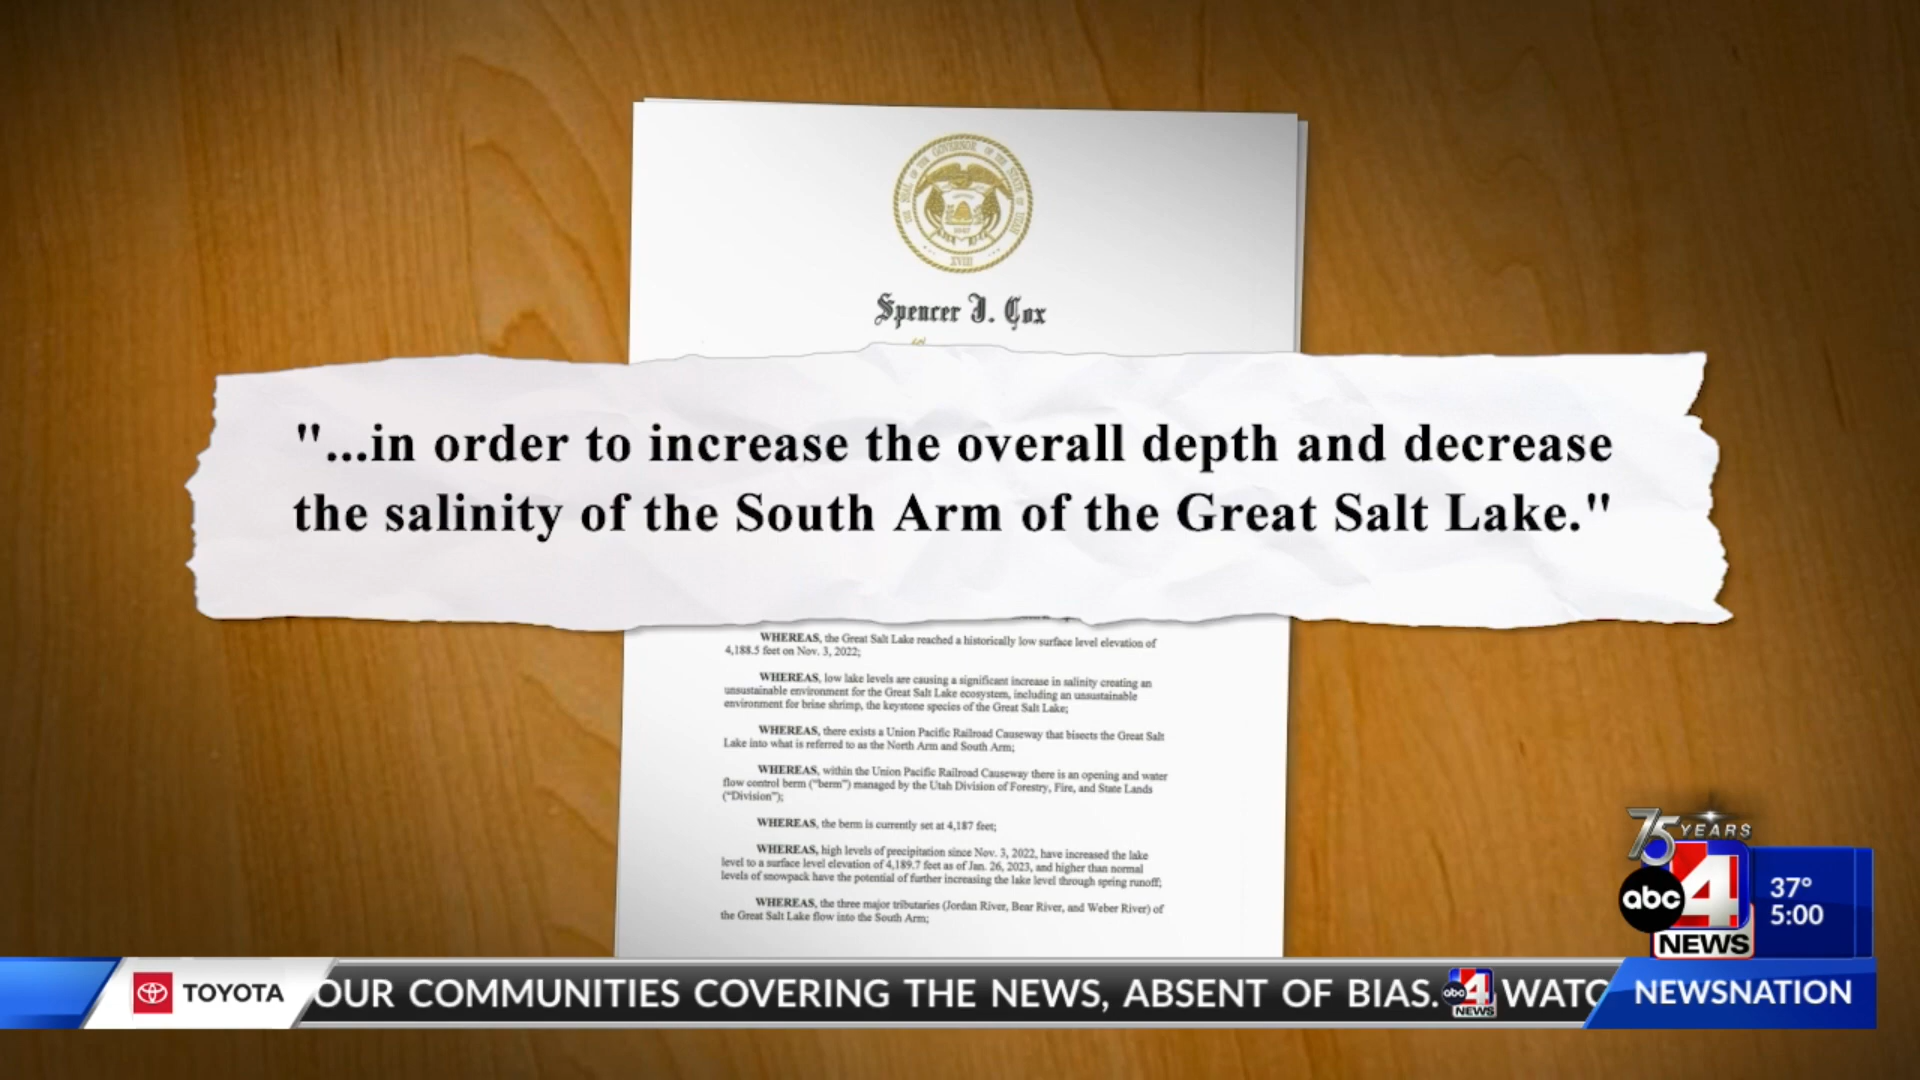 THE SEAL OF THE GOVERNOR OF THE STATE OF UTAH
1847
XVIII
Spencer J. Cox
"...in order to increase the overall depth and decrease
the salinity of the South Arm of the Great Salt Lake."
WHEREAS, the Great Salt Lake reached a historically low surface level elevation of
4,188.5 feet on Nov. 3, 2022;
WHEREAS, low lake levels are causing a significant increase in salinity creating an
unsustainable environment for the Great Salt Lake ecosystem, including an unsustainable
environment for brine shrimp, the keystone species of the Great Salt Lake;
WHEREAS, there exists a Union Pacific Railroad Causeway that bisects the Great Salt
Lake into what is referred to as the North Arm and South Arm;
WHEREAS, within the Union Pacific Railroad Causeway there is an opening and water
flow control berm ("berm") managed by the Utah Division of Forestry, Fire, and State Lands
("Division");
WHEREAS, the berm is currently set at 4,187 feet;
WHEREAS, high levels of precipitation since Nov. 3, 2022, have increased the lake
level to a surface level elevation of 4,189.7 feet as of Jan. 26, 2023, and higher than normal
levels of snowpack have the potential of further increasing the lake level through spring runoff;
WHEREAS, the three major tributaries (Jordan River, Bear River, and Weber River) of
the Great Salt Lake flow into the South Arm;
75 YEARS
abc 4
NEWS
37°
5:00
TOYOTA
OUR COMMUNITIES COVERING THE NEWS, ABSENT OF BIAS. abc 4 NEWS WATC
NEWSNATION